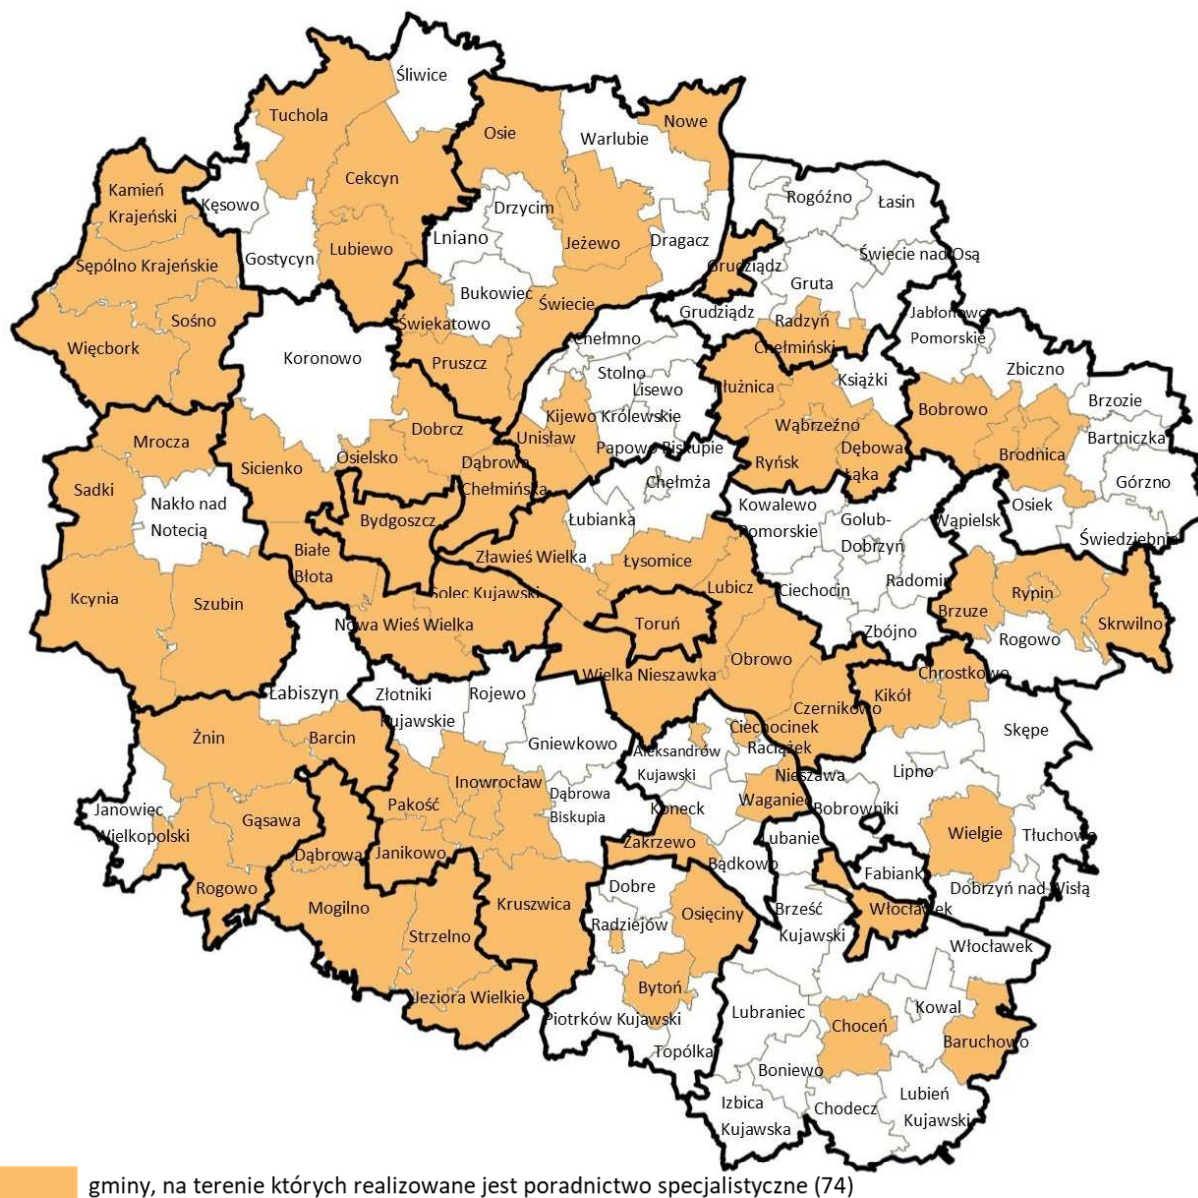 Śliwice
Tuchola
Osie
Warlubie
Nowe
Cekcyn
Kamień
Krajeński
Kęsowo
Drzycim
Rogóźno
Łasin
Lniano
Jeżewo
Dragacz
Lubiewo
Gostycyn
Sępólno Krajeńskie
Świecie nad Osą
Grudziądz
Gruta
Bukowiec
Świecie
Grudziądz
Jabłonowo
Pomorskie
Sośno
Świekatowo
Radzyń
Chełmiński
Chełmno
Więcbork
Koronowo
Pruszcz
Stolno
Zbiczno
Płużnica
Książki
Lisewo
Brzozie
Bobrowo
Kijewo
Królewskie
Wąbrzeźno
Dobrcz
Unisław
Papowo Biskupie
Dębowa
Łąka
Bartniczka
Mrocza
Osielsko
Brodnica
Sicienko
Dąbrowa
Chełmińska
Ryńsk
Chełmża
Górzno
Sadki
Nakło nad
Notecią
Kowalewo
Pomorskie
Osiek
Bydgoszcz
Łubianka
Golub-
Dobrzyń
Wąpielsk
Świedziebnia
Białe
Błota
Zławieś Wielka
Łysomice
Ciechocin
Radomin
Lubicz
Rypin
Kcynia
Szubin
Solec Kujawski
Brzuze
Skrwilno
Nowa Wieś Wielka
Toruń
Zbójno
Rogowo
Obrowo
Wielka Nieszawka
Chrostkowo
Łabiszyn
Złotniki
Kujawskie
Rojewo
Kikół
Czernikowo
Ciechocinek
Skępe
Żnin
Barcin
Gniewkowo
Raciążek
Aleksandrów
Kujawski
Lipno
Nieszawa
Inowrocław
Dąbrowa
Biskupia
Waganiec
Bobrowniki
Pakość
Koneck
Janowiec
Wielkopolski
Gąsawa
Wielgie
Tłuchowo
Lubanie
Zakrzewo
Dąbrowa
Janikowo
Bądkowo
Fabianki
Rogowo
Dobre
Dobrzyń nad Wisłą
Mogilno
Kruszwica
Osięciny
Brześć
Kujawski
Włocławek
Radziejów
Strzelno
Włocławek
Bytoń
Jeziora Wielkie
Kowal
Lubraniec
Piotrków Kujawski
Choceń
Baruchowo
Topólka
Boniewo
Lubień
Kujawski
Izbica
Kujawska
Chodecz
gminy, na terenie których realizowane jest poradnictwo specjalistyczne (74)